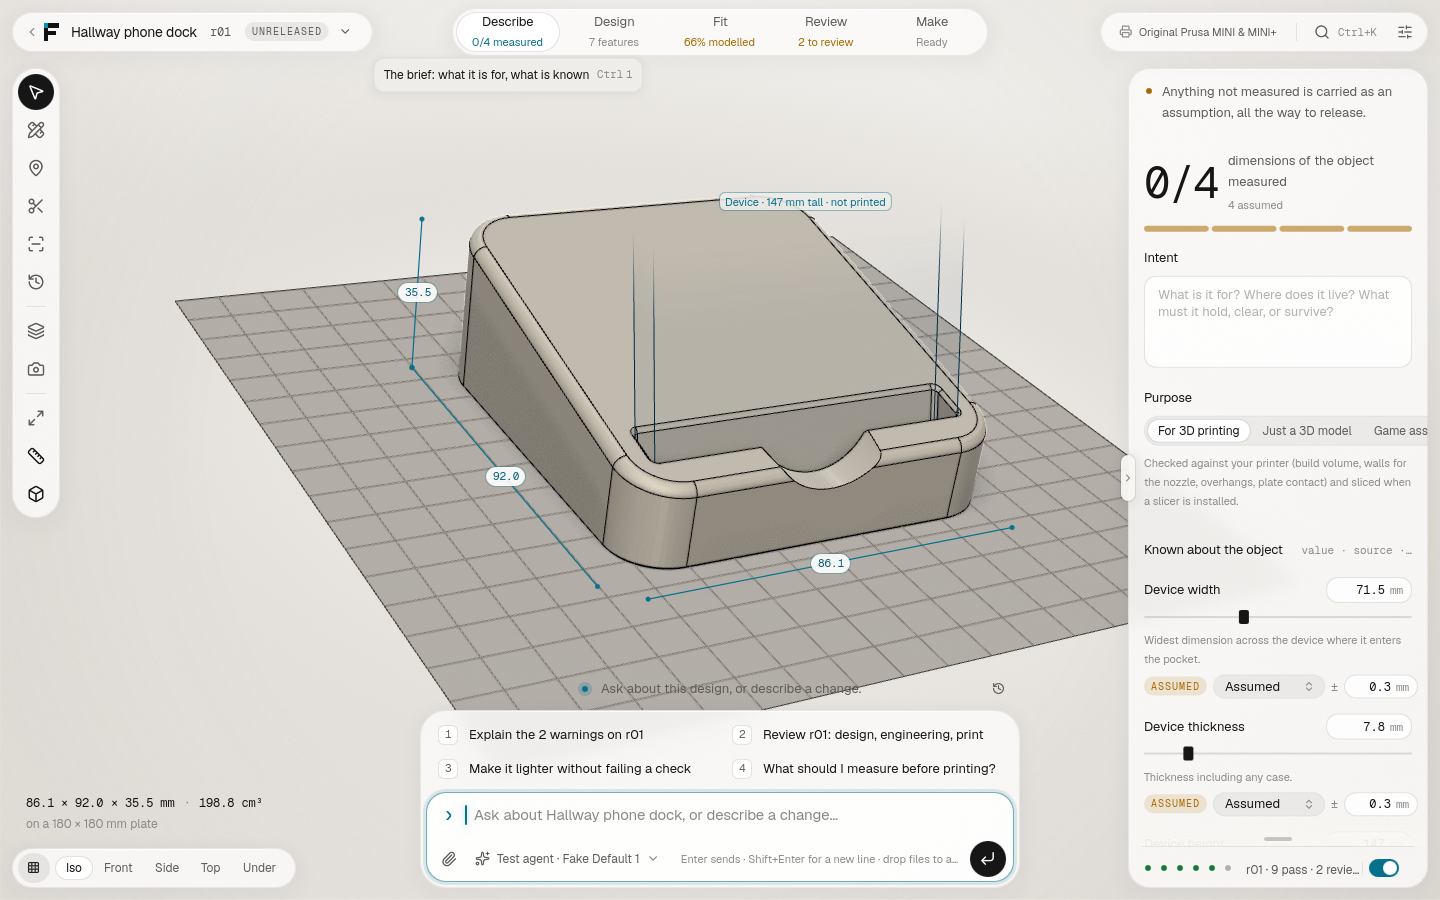 Hallway phone dock r01 UNRELEASED
Describe
0/4 measured
Design
7 features
Fit
66% modelled
Review
2 to review
Make
Ready
Original Prusa MINI & MINI+
Ctrl+K
The brief: what it is for, what is known Ctrl 1
Device · 147 mm tall · not printed
35.5
92.0
86.1
Anything not measured is carried as an
assumption, all the way to release.
0/4
dimensions of the object
measured
4 assumed
Intent
What is it for? Where does it live? What
must it hold, clear, or survive?
Purpose
For 3D printing Just a 3D model Game ass
Checked against your printer (build volume, walls for
the nozzle, overhangs, plate contact) and sliced when
a slicer is installed.
Known about the object value · source ·…
Device width 71.5 mm
Widest dimension across the device where it enters
the pocket.
ASSUMED Assumed ± 0.3 mm
Device thickness 7.8 mm
Thickness including any case.
ASSUMED Assumed ± 0.3 mm
Device height 147 mm
r01 · 9 pass · 2 revie…
Ask about this design, or describe a change.
1 Explain the 2 warnings on r01
2 Review r01: design, engineering, print
3 Make it lighter without failing a check
4 What should I measure before printing?
› Ask about Hallway phone dock, or describe a change…
Test agent · Fake Default 1
Enter sends · Shift+Enter for a new line · drop files to a…
86.1 × 92.0 × 35.5 mm · 198.8 cm³
on a 180 × 180 mm plate
Iso Front Side Top Under